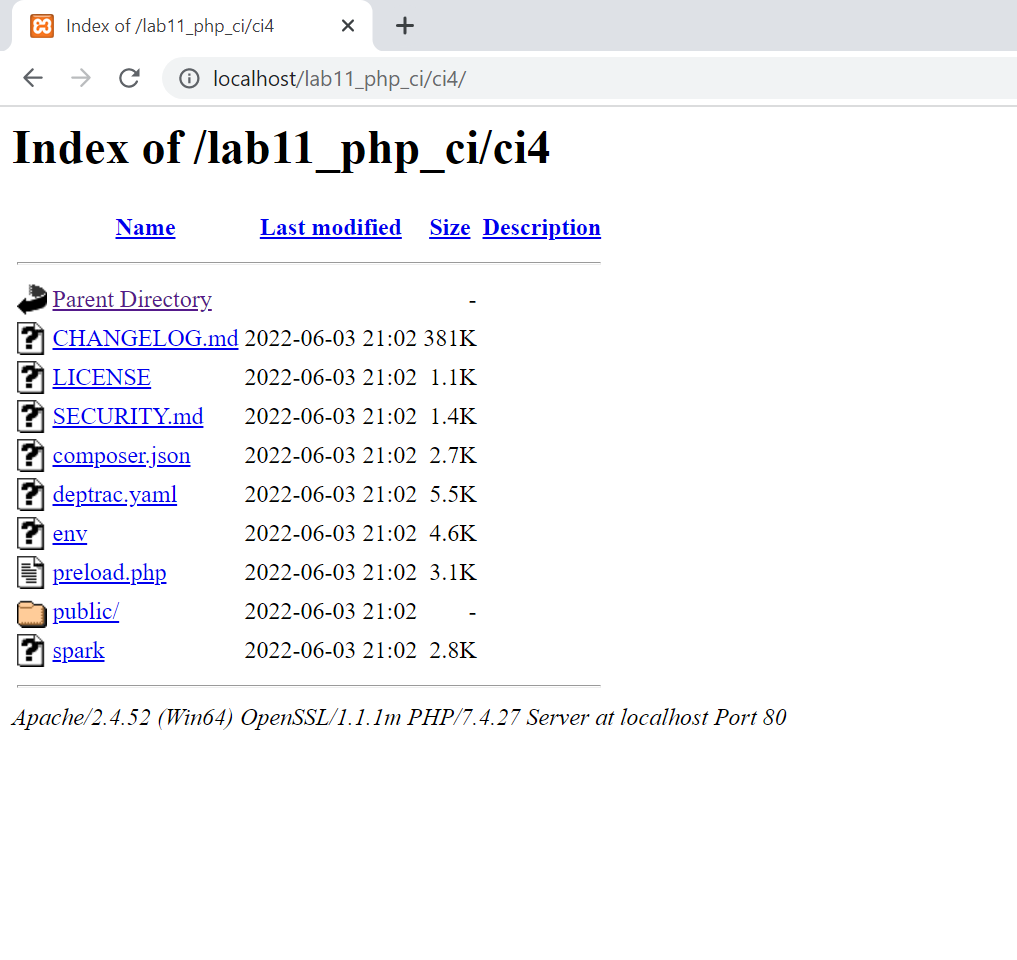 Index of /lab11_php_ci/ci4
localhost/lab11_php_ci/ci4/
Index of /lab11_php_ci/ci4
Name Last modified Size Description
Parent Directory -
CHANGELOG.md 2022-06-03 21:02 381K
LICENSE 2022-06-03 21:02 1.1K
SECURITY.md 2022-06-03 21:02 1.4K
composer.json 2022-06-03 21:02 2.7K
deptrac.yaml 2022-06-03 21:02 5.5K
env 2022-06-03 21:02 4.6K
preload.php 2022-06-03 21:02 3.1K
public/ 2022-06-03 21:02 -
spark 2022-06-03 21:02 2.8K
Apache/2.4.52 (Win64) OpenSSL/1.1.1m PHP/7.4.27 Server at localhost Port 80